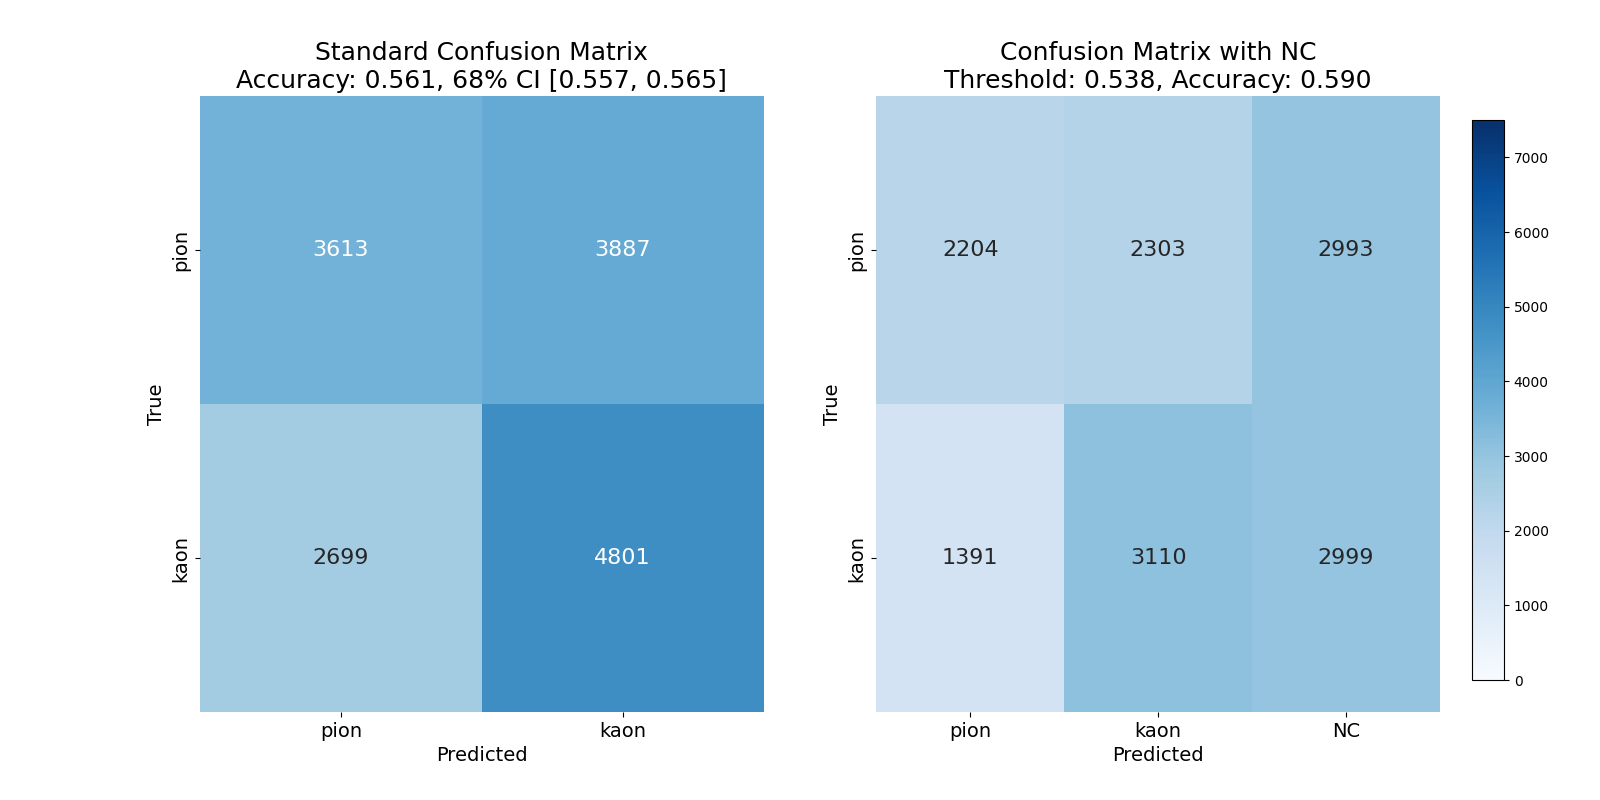 Standard Confusion Matrix
Accuracy: 0.561, 68% CI [0.557, 0.565]
True
pion
3613 3887
kaon
2699 4801
pion kaon
Predicted
Confusion Matrix with NC
Threshold: 0.538, Accuracy: 0.590
True
pion
2204 2303 2993
kaon
1391 3110 2999
pion kaon NC
Predicted
7000
6000
5000
4000
3000
2000
1000
0